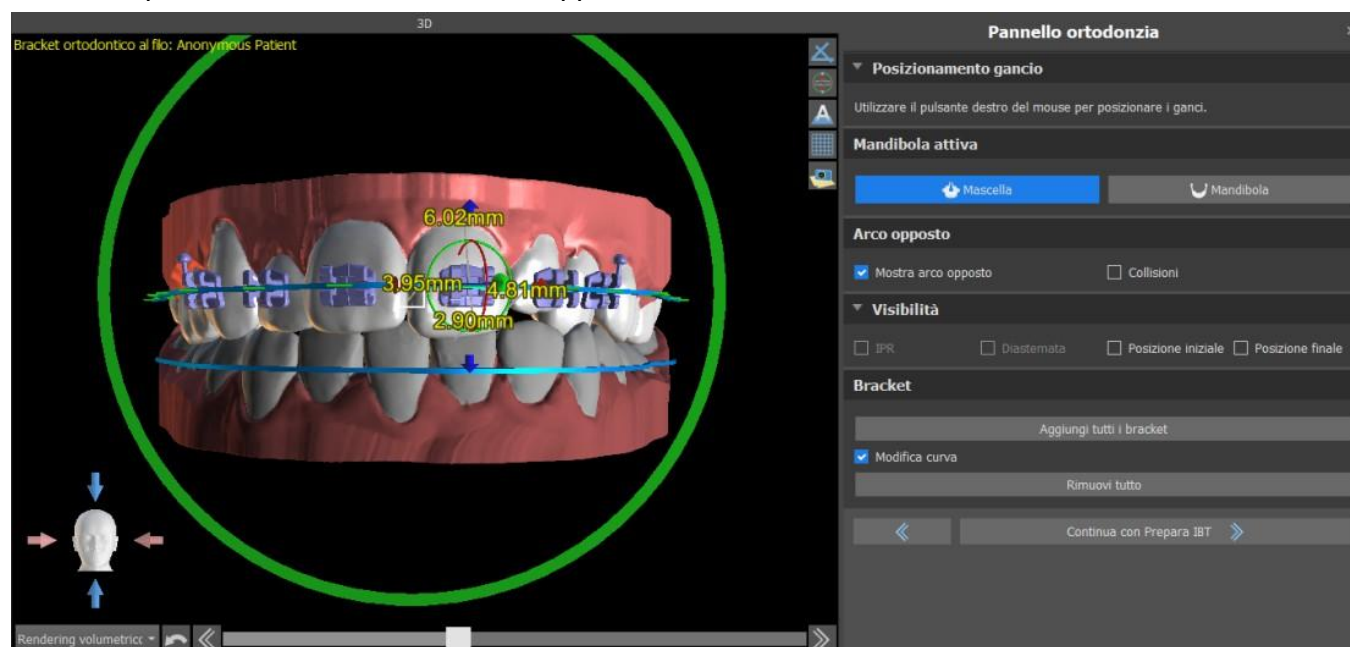 3D
Bracket ortodontico al filo: Anonymous Patient
6.02mm
3.95mm
4.81mm
2.90mm
Rendering volumetricc
Pannello ortodonzia
Posizionamento gancio
Utilizzare il pulsante destro del mouse per posizionare i ganci.
Mandibola attiva
Mascella
Mandibola
Arco opposto
Mostra arco opposto
Collisioni
Visibilità
IPR
Diastemata
Posizione iniziale
Posizione finale
Bracket
Aggiungi tutti i bracket
Modifica curva
Rimuovi tutto
Continua con Prepara IBT